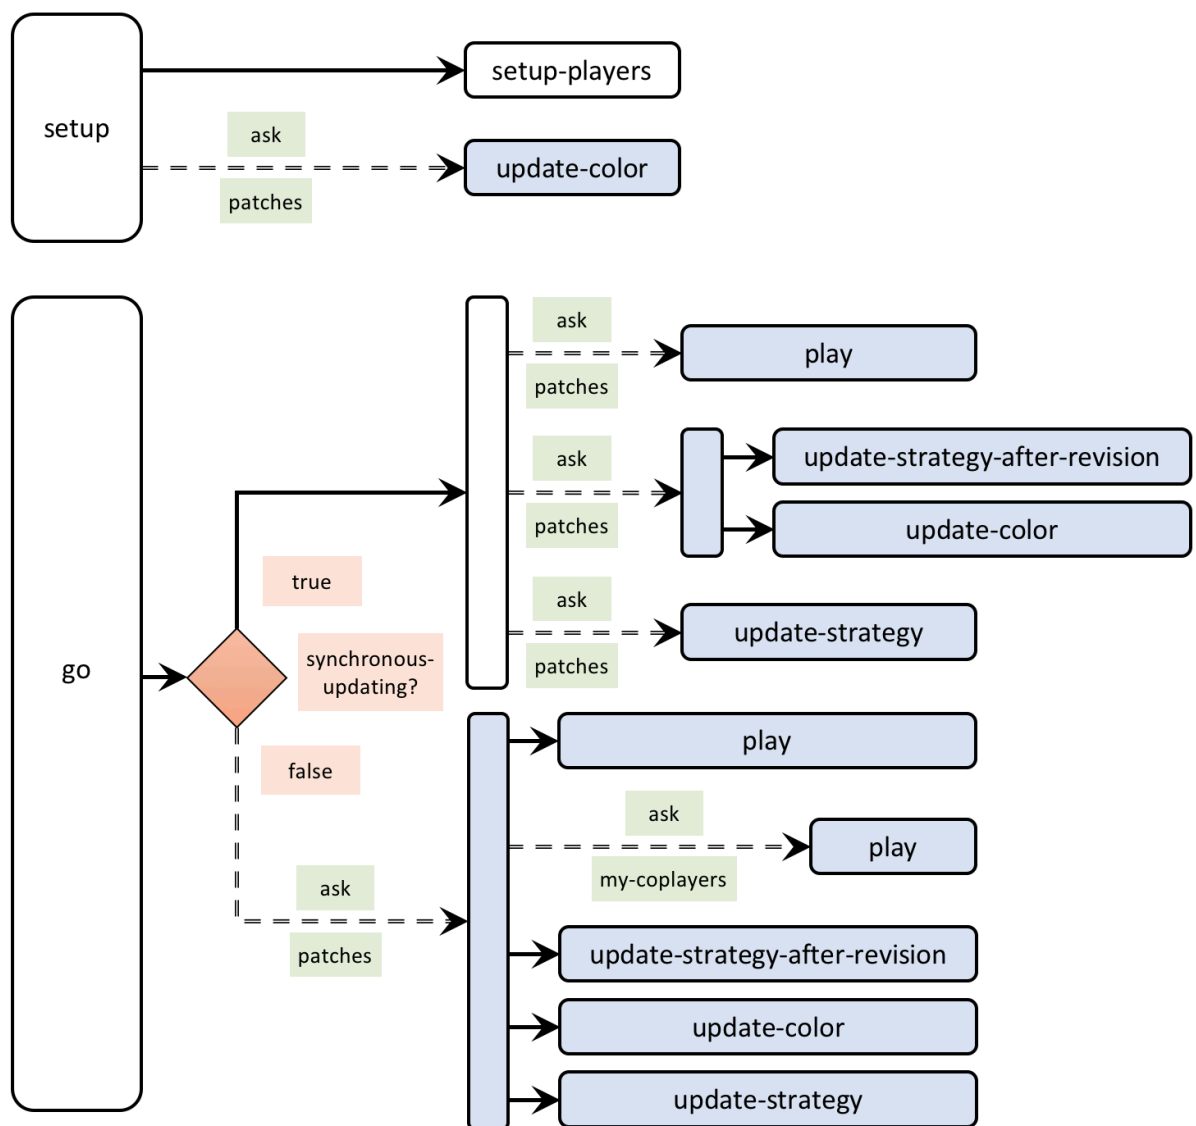 setup
setup-players
ask
patches
update-color
go
true
synchronous-
updating?
false
ask
patches
play
ask
patches
update-strategy-after-revision
update-color
ask
patches
update-strategy
ask
patches
play
ask
my-coplayers
play
update-strategy-after-revision
update-color
update-strategy